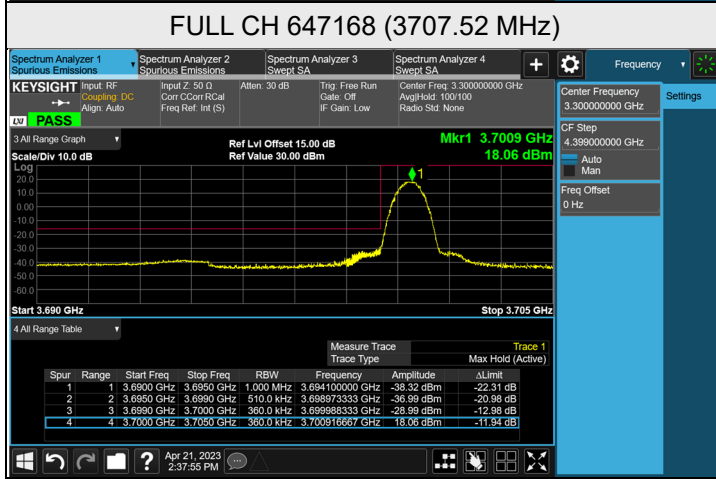 FULL CH 647168 (3707.52 MHz)
Spectrum Analyzer 1
Spurious Emissions
Spectrum Analyzer 2
Spurious Emissions
Spectrum Analyzer 3
Swept SA
Spectrum Analyzer 4
Swept SA
+
Frequency
KEYSIGHT
LXI PASS
Input: RF
Coupling: DC
Align: Auto
Input Z: 50 Ω
Corr CCorr RCal
Freq Ref: Int (S)
Atten: 30 dB
Trig: Free Run
Gate: Off
IF Gain: Low
Center Freq: 3.300000000 GHz
Avg|Hold: 100/100
Radio Std: None
Center Frequency
3.300000000 GHz
Settings
CF Step
4.399000000 GHz
Auto
Man
Freq Offset
0 Hz
3 All Range Graph
Scale/Div 10.0 dB
Ref Lvl Offset 15.00 dB
Ref Value 30.00 dBm
Mkr1 3.7009 GHz
18.06 dBm
Log
20.0
10.0
0.00
-10.0
-20.0
-30.0
-40.0
-50.0
-60.0
1
Start 3.690 GHz
Stop 3.705 GHz
4 All Range Table
Measure Trace Trace 1
Trace Type Max Hold (Active)
Spur Range Start Freq Stop Freq RBW Frequency Amplitude ΔLimit
1 1 3.6900 GHz 3.6950 GHz 1.000 MHz 3.694100000 GHz -38.32 dBm -22.31 dB
2 2 3.6950 GHz 3.6990 GHz 510.0 kHz 3.698973333 GHz -36.99 dBm -20.98 dB
3 3 3.6990 GHz 3.7000 GHz 360.0 kHz 3.699988333 GHz -28.99 dBm -12.98 dB
4 4 3.7000 GHz 3.7050 GHz 360.0 kHz 3.700916667 GHz 18.06 dBm -11.94 dB
?
Apr 21, 2023
2:37:55 PM